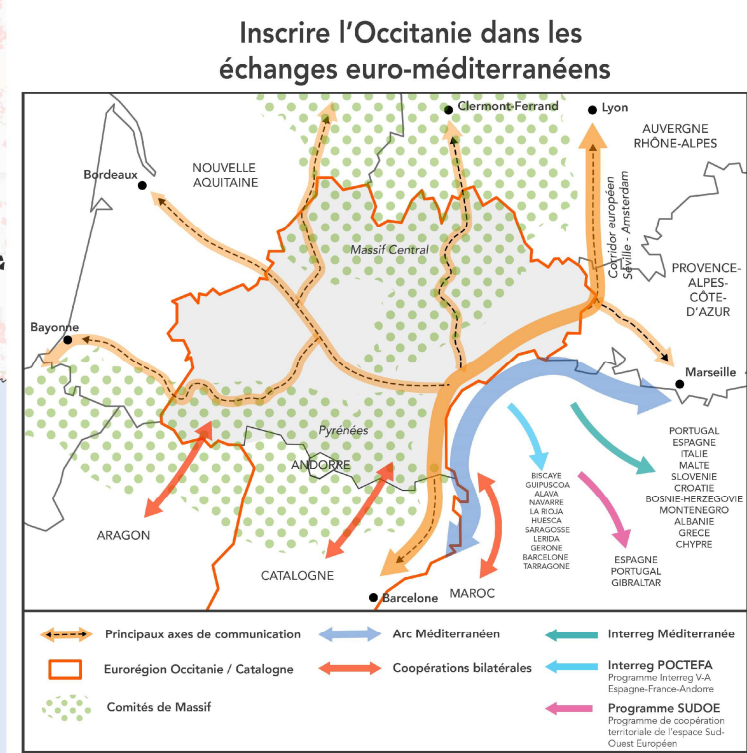 Inscrire l'Occitanie dans les
échanges euro-méditerranéens
Clermont-Ferrand
Lyon
AUVERGNE
RHÔNE-ALPES
Bordeaux
NOUVELLE
AQUITAINE
Corridor européen
Séville - Amsterdam
Massif Central
PROVENCE-
ALPES-
CÔTE-
D'AZUR
Bayonne
Marseille
Pyrénées
ANDORRE
ARAGON
CATALOGNE
Barcelone
MAROC
BISCAYE
GUIPUSCOA
ALAVA
NAVARRE
LA RIOJA
HUESCA
SARAGOSSE
LERIDA
GERONE
BARCELONE
TARRAGONE
PORTUGAL
ESPAGNE
ITALIE
MALTE
SLOVENIE
CROATIE
BOSNIE-HERZEGOVIE
MONTENEGRO
ALBANIE
GRECE
CHYPRE
ESPAGNE
PORTUGAL
GIBRALTAR
Principaux axes de communication
Eurorégion Occitanie / Catalogne
Comités de Massif
Arc Méditerranéen
Coopérations bilatérales
Interreg Méditerranée
Interreg POCTEFA
Programme Interreg V-A
Espagne-France-Andorre
Programme SUDOE
Programme de coopération
territoriale de l'espace Sud-
Ouest Européen